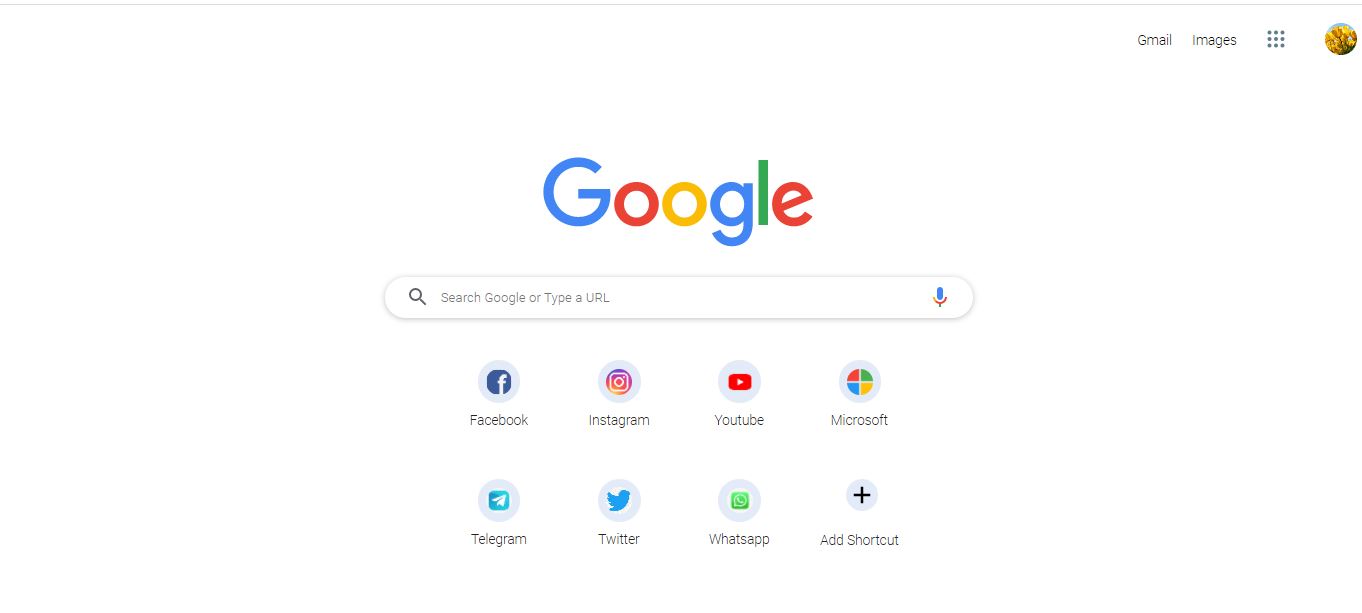 Gmail Images
Google
Search Google or Type a URL
Facebook Instagram Youtube Microsoft
Telegram Twitter Whatsapp Add Shortcut